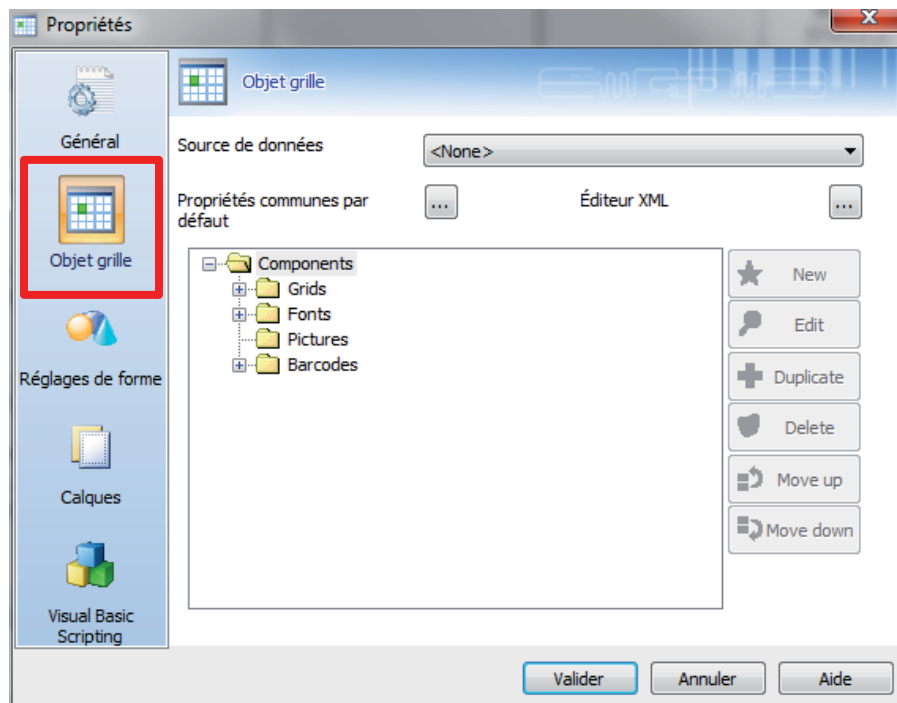 Propriétés
Objet grille
Général
Objet grille
Réglages de forme
Calques
Visual Basic
Scripting
Source de données
<None>
Propriétés communes par
défaut
...
Éditeur XML
...
Components
Grids
Fonts
Pictures
Barcodes
New
Edit
Duplicate
Delete
Move up
Move down
Valider
Annuler
Aide